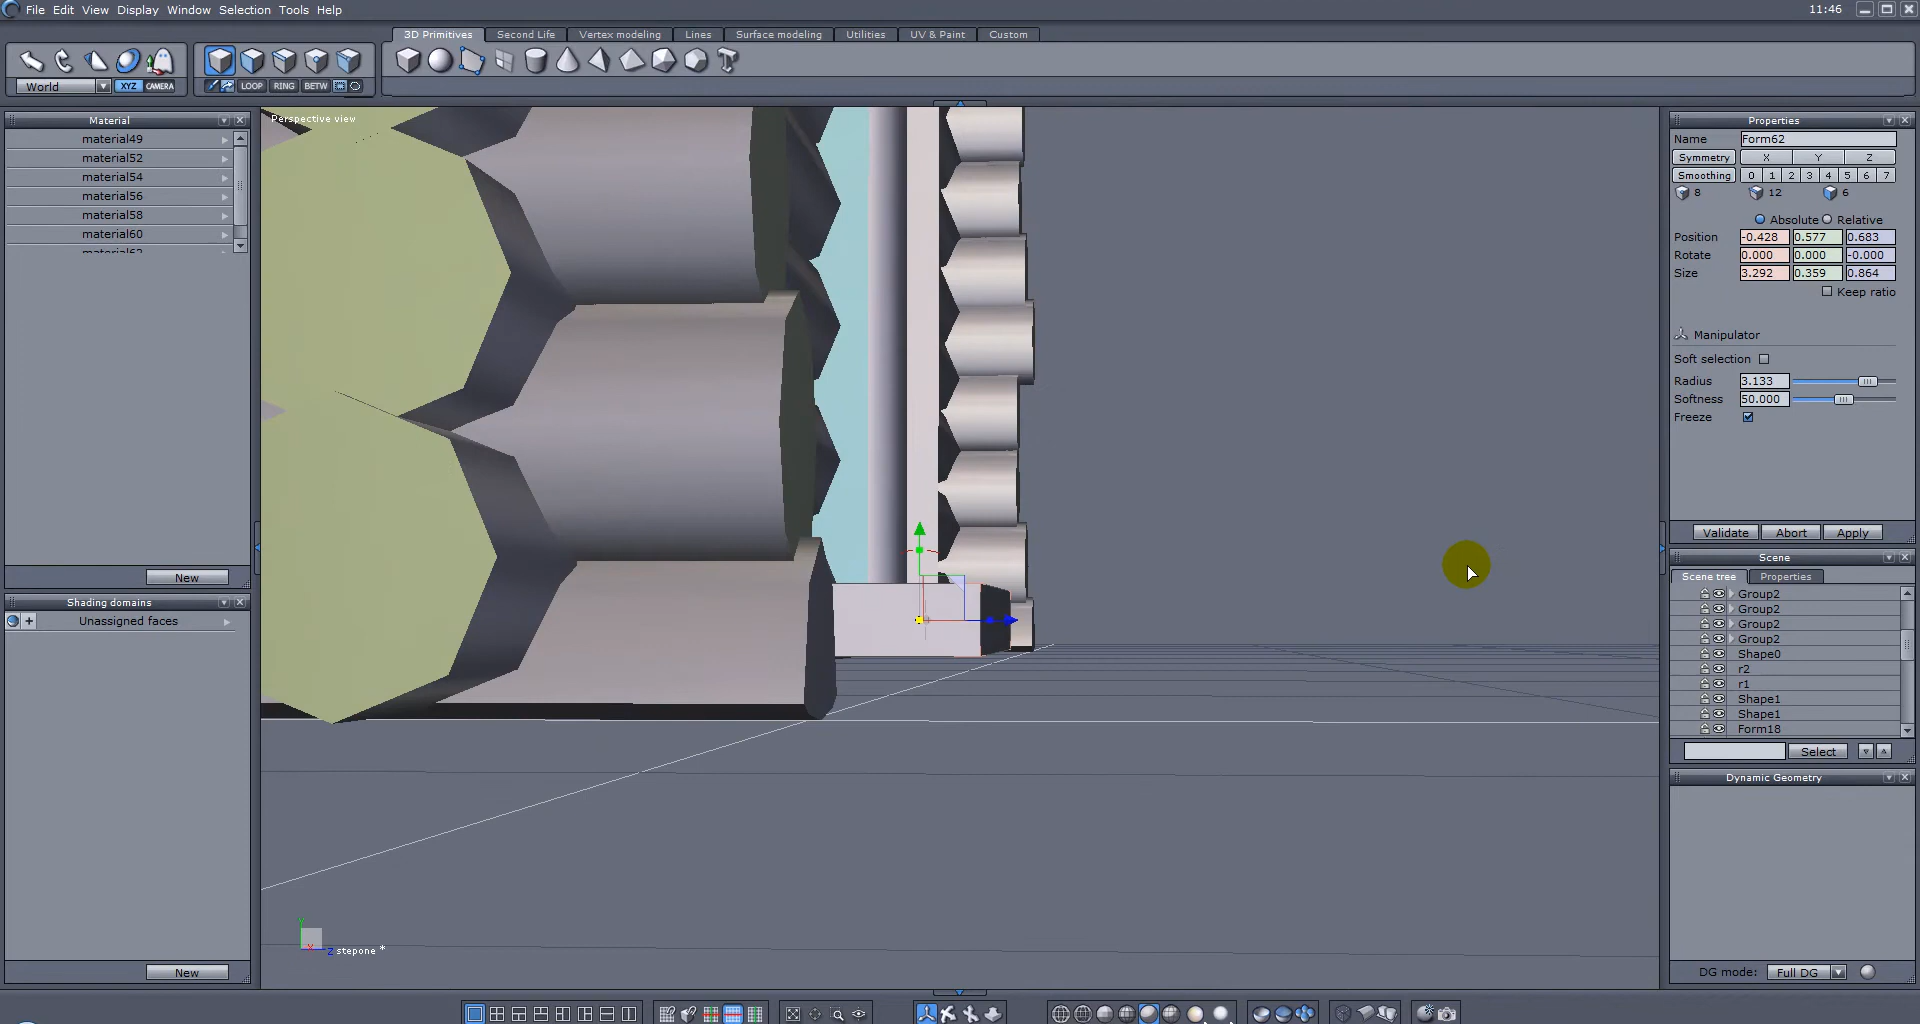 File Edit View Display Window Selection Tools Help
11:46
3D Primitives Second Life Vertex modeling Lines Surface modeling Utilities UV & Paint Custom
World XYZ CAMERA LOOP RING BETW
Material
material49
material52
material54
material56
material58
material60
New
Shading domains
Unassigned faces
New
Perspective view
Y
X
Z stepone *
Properties
Name Form62
Symmetry X Y Z
Smoothing 0 1 2 3 4 5 6 7
8 12 6
Absolute Relative
Position -0.428 0.577 0.683
Rotate 0.000 0.000 -0.000
Size 3.292 0.359 0.864
Keep ratio
Manipulator
Soft selection
Radius 3.133
Softness 50.000
Freeze
Validate Abort Apply
Scene
Scene tree Properties
Group2
Group2
Group2
Group2
Shape0
r2
r1
Shape1
Shape1
Form18
Select
Dynamic Geometry
DG mode: Full DG